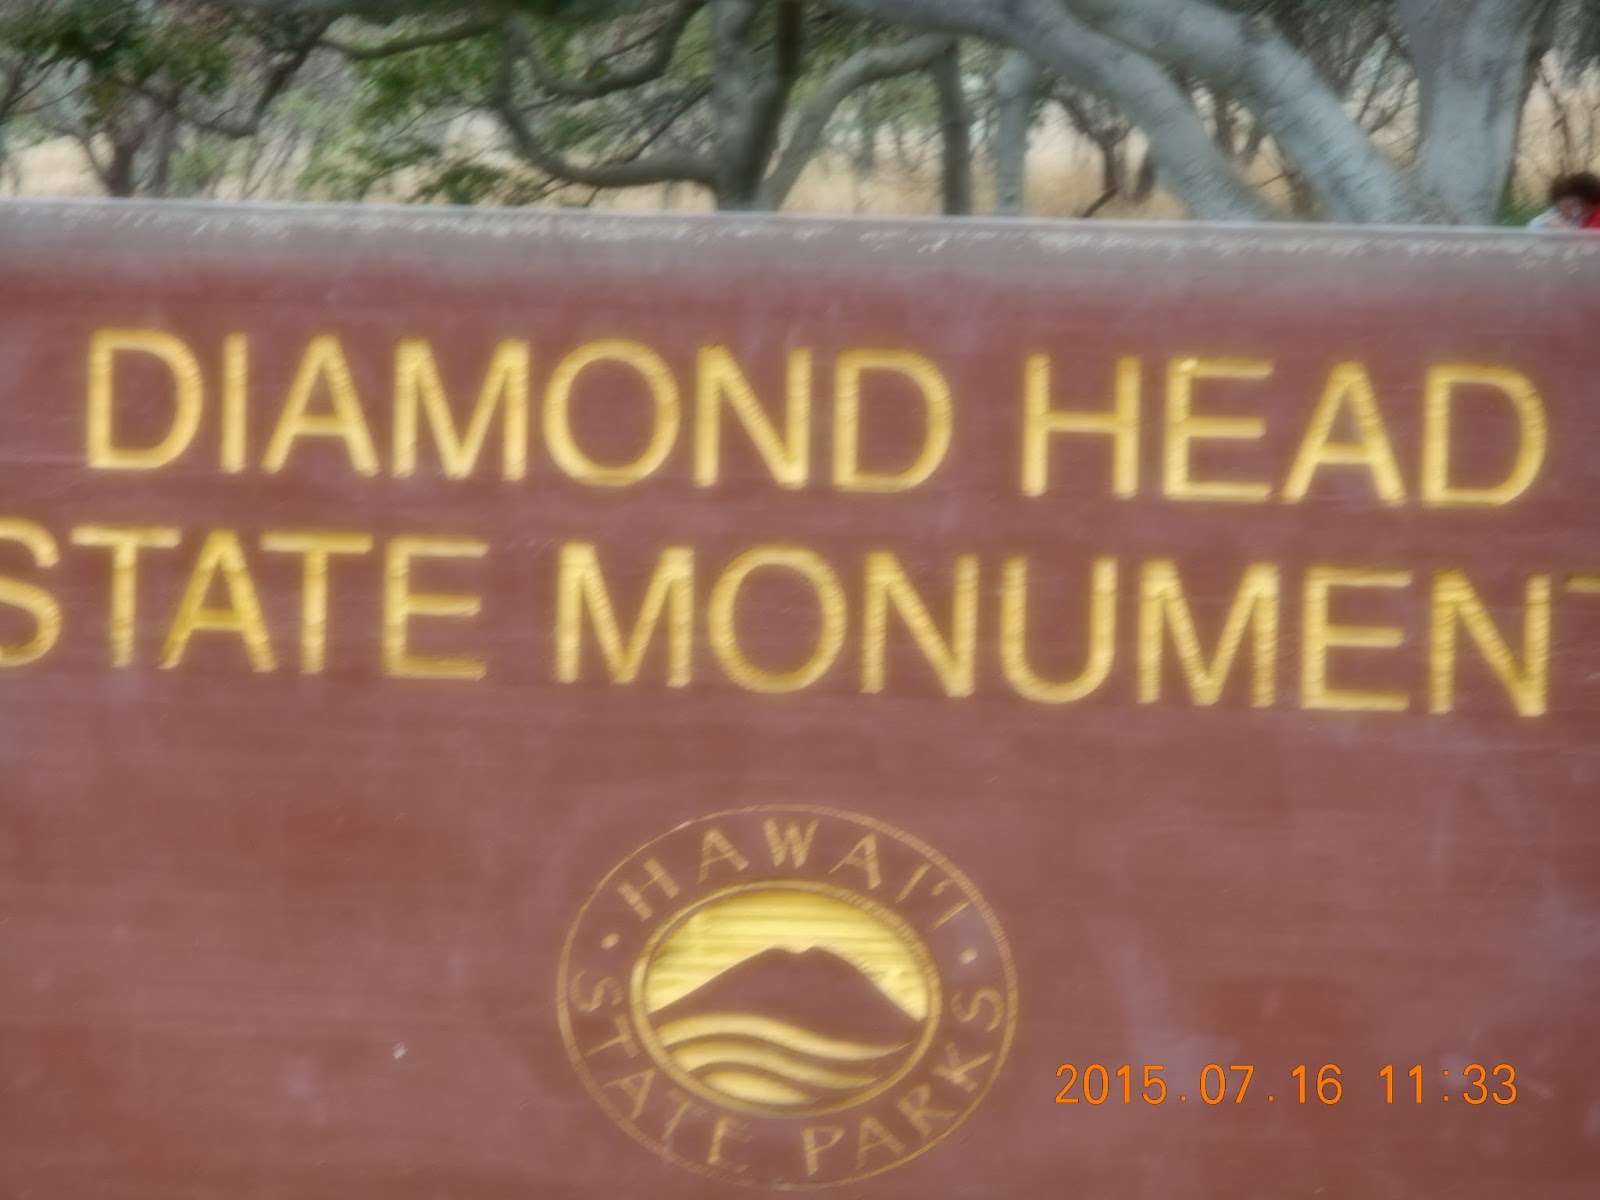 DIAMOND HEAD
STATE MONUMENT
HAWAI'I
STATE PARKS
2015.07.16 11:33